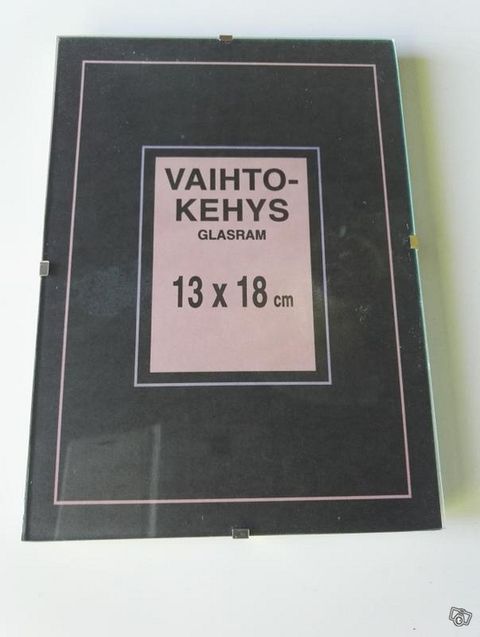 VAIHTO-
KEHYS
GLASRAM
13 x 18 cm